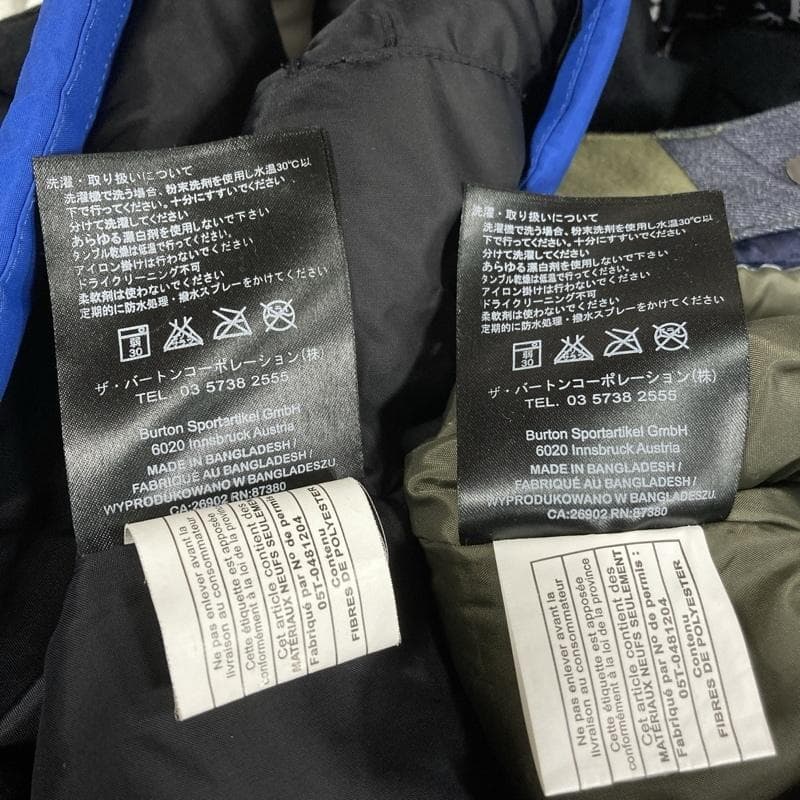 洗濯・取り扱いについて
洗濯機で洗う場合、粉末洗剤を使用し水温30℃以
下で行ってください。十分にすすいでください。
分けて洗濯してください。
あらゆる漂白剤を使用しないで下さい。
タンブル乾燥は低温で行ってください。
アイロン掛けは行わないで下さい
ドライクリーニング不可
柔軟剤は使わないでください。
定期的に防水処理・撥水スプレーをかけてください。
弱
30
ザ・バートンコーポレーション(株)
TEL. 03 5738 2555
Burton Sportartikel GmbH
6020 Innsbruck Austria
MADE IN BANGLADESH /
FABRIQUÉ AU BANGLADESH /
WYPRODUKOWANO W BANGLADESZU
CA:26902 RN:87380
Ne pas enlever avant la
livraison au consommateur
Cette étiquette est apposée
conformément à la loi de la province
Cet article contient des
MATÉRIAUX NEUFS SEULEMENT
Fabriqué par No de permis
05T-0481204
Contenu
FIBRES DE POLYESTER
洗濯・取り扱いについて
洗濯機で洗う場合、粉末洗剤を使用し水温30℃以
下で行ってください。十分にすすいでください
分けて洗濯してください。
あらゆる漂白剤を使用しないで下さい。
タンブル乾燥は低温で行ってください。
アイロン掛けは行わないで下さい
ドライクリーニング不可
柔軟剤は使わないでください。
定期的に防水処理・撥水スプレーをかけてください。
弱
30
ザ・バートンコーポレーション(株)
TEL. 03 5738 2555
Burton Sportartikel GmbH
6020 Innsbruck Austria
MADE IN BANGLADESH /
FABRIQUÉ AU BANGLADESH /
WYPRODUKOWANO W BANGLADESZU
CA:26902 RN:87380
Ne pas enlever avant la
livraison au consommateur
Cette étiquette est apposée
conformément à la loi de la province
Cet article contient des
MATÉRIAUX NEUFS SEULEMENT
Fabriqué par No de permis :
05T-0481204
Contenu
FIBRES DE POLYESTER